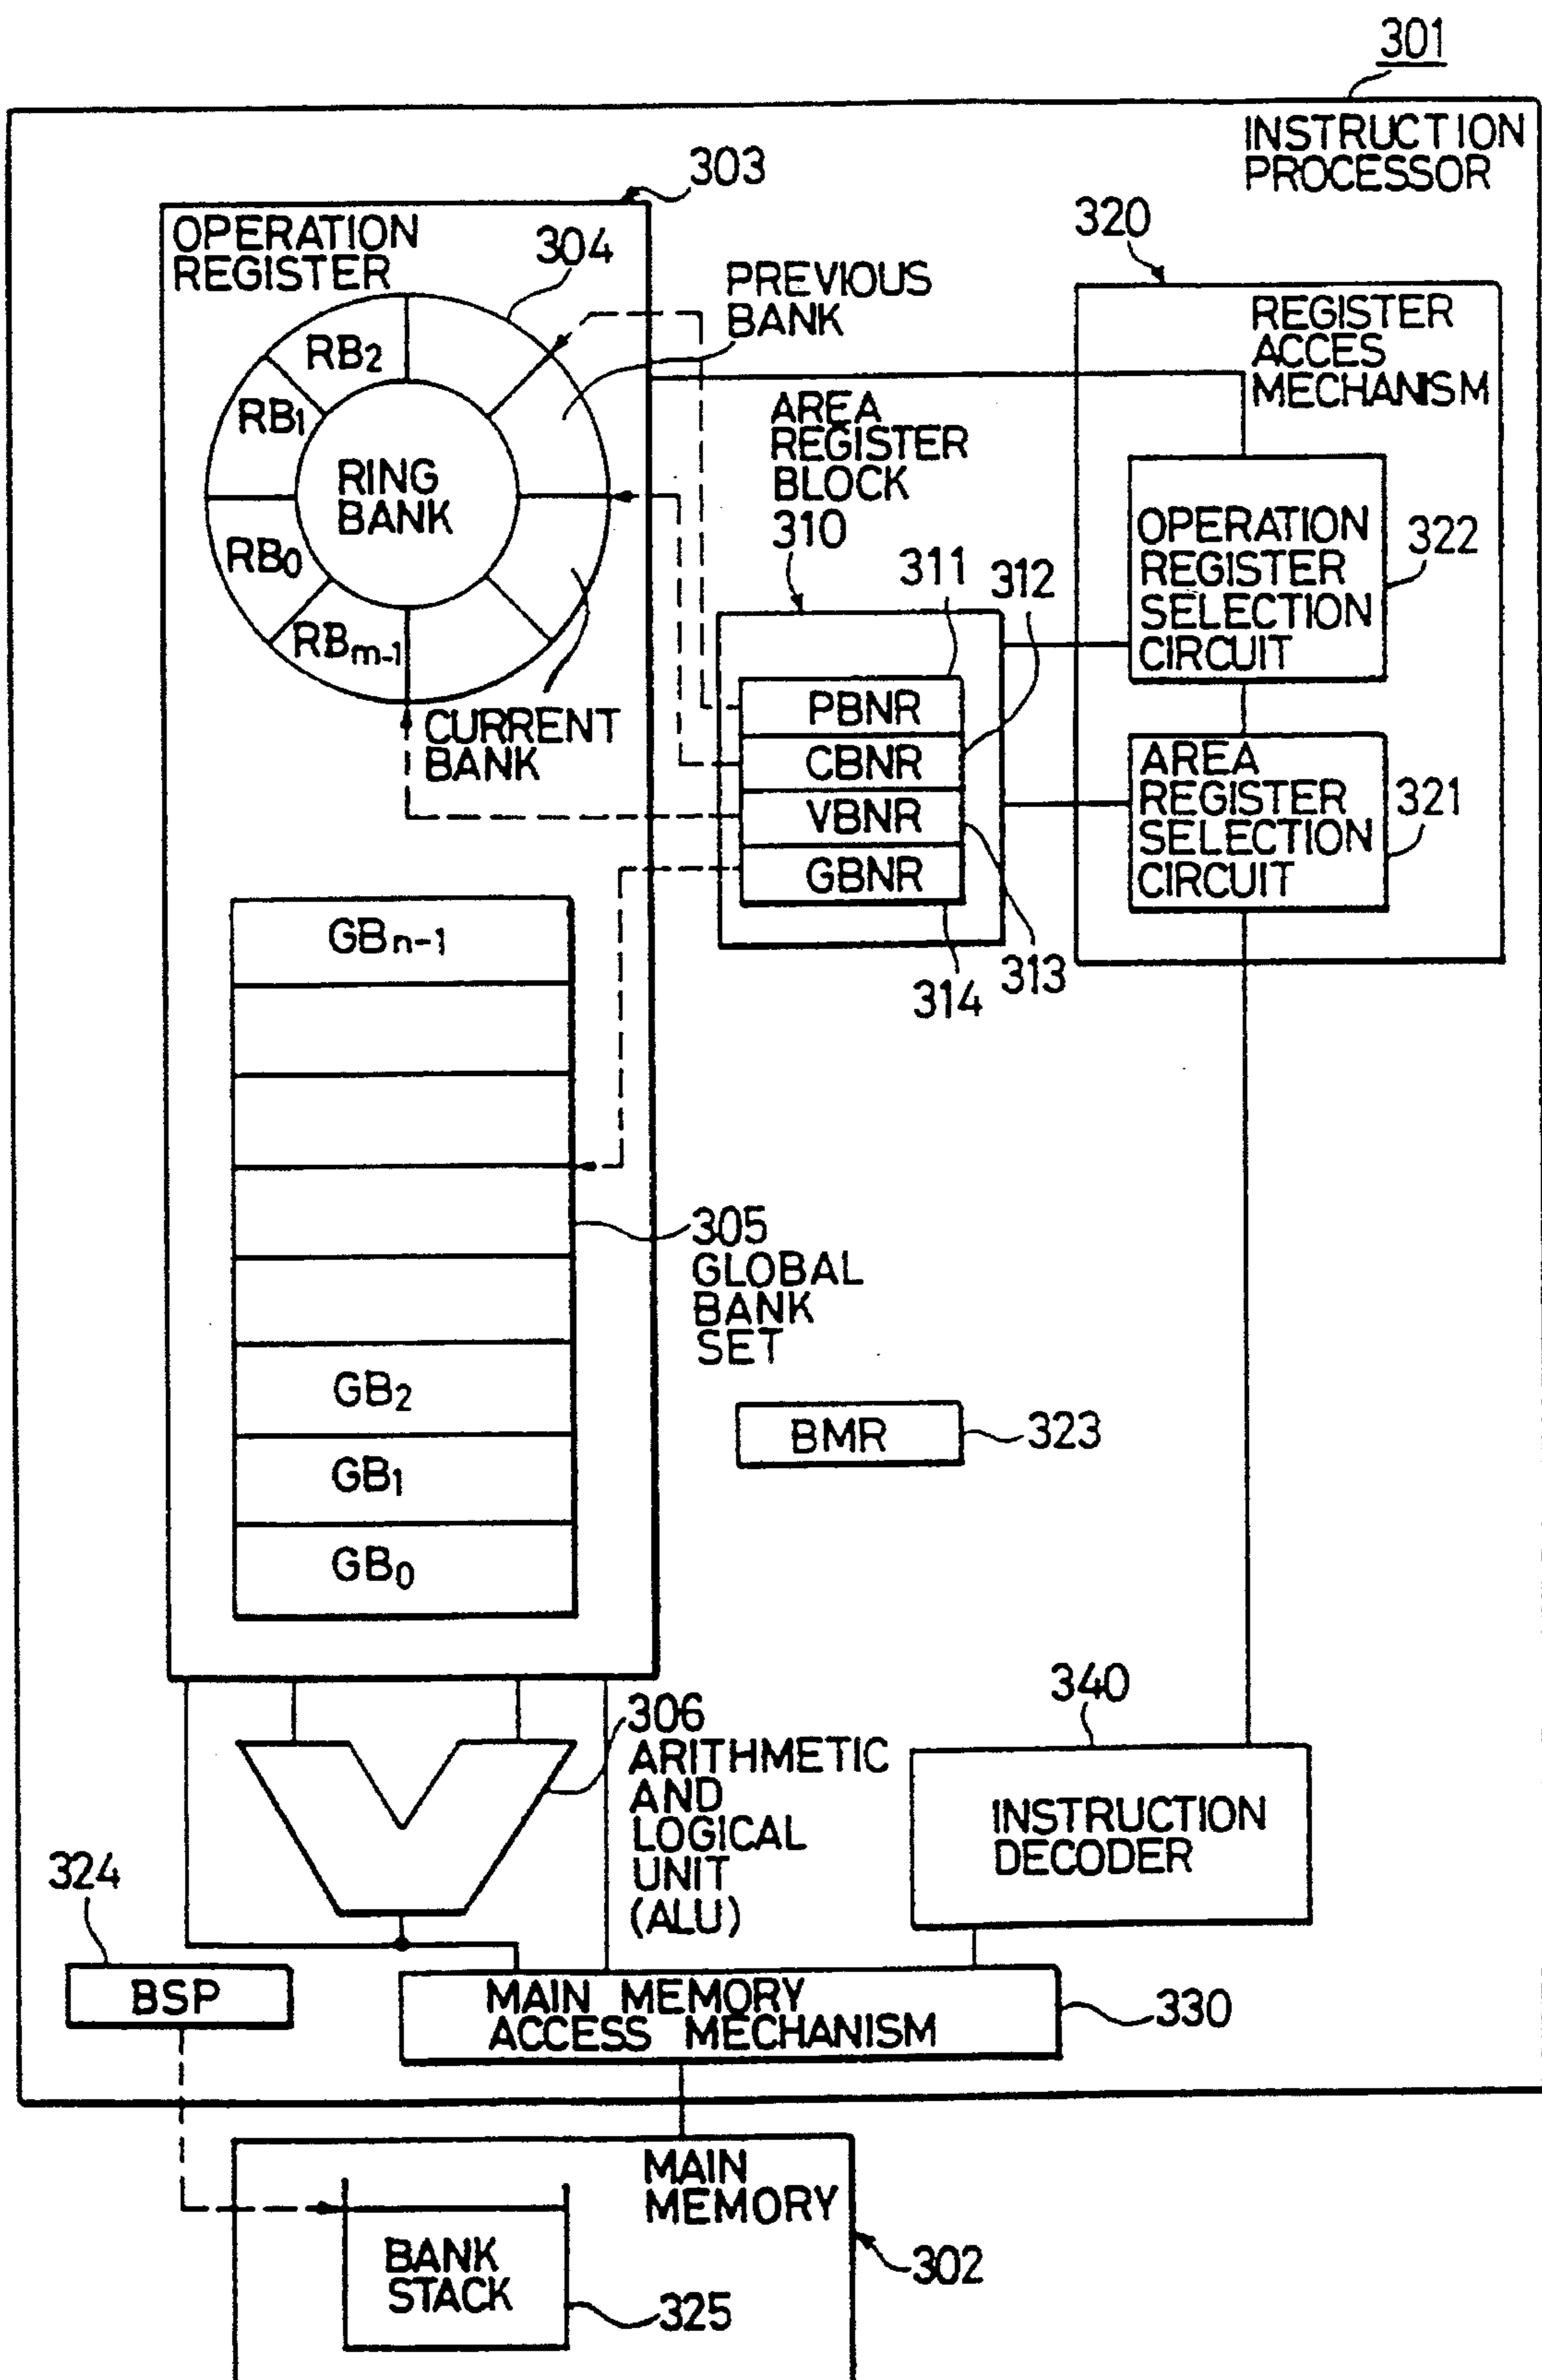 301
INSTRUCTION
PROCESSOR
303
OPERATION
REGISTER
304
PREVIOUS
BANK
320
REGISTER
ACCES
MECHANISM
RB2
RB1
RB0
RBm-1
RING
BANK
CURRENT
BANK
AREA
REGISTER
BLOCK
310
311
312
PBNR
CBNR
VBNR
GBNR
313
314
OPERATION
REGISTER
SELECTION
CIRCUIT
322
AREA
REGISTER
SELECTION
CIRCUIT
321
GBn-1
305
GLOBAL
BANK
SET
GB2
GB1
GB0
BMR
323
306
ARITHMETIC
AND
LOGICAL
UNIT
(ALU)
340
INSTRUCTION
DECODER
324
BSP
MAIN MEMORY
ACCESS MECHANISM
330
MAIN
MEMORY
302
BANK
STACK
325